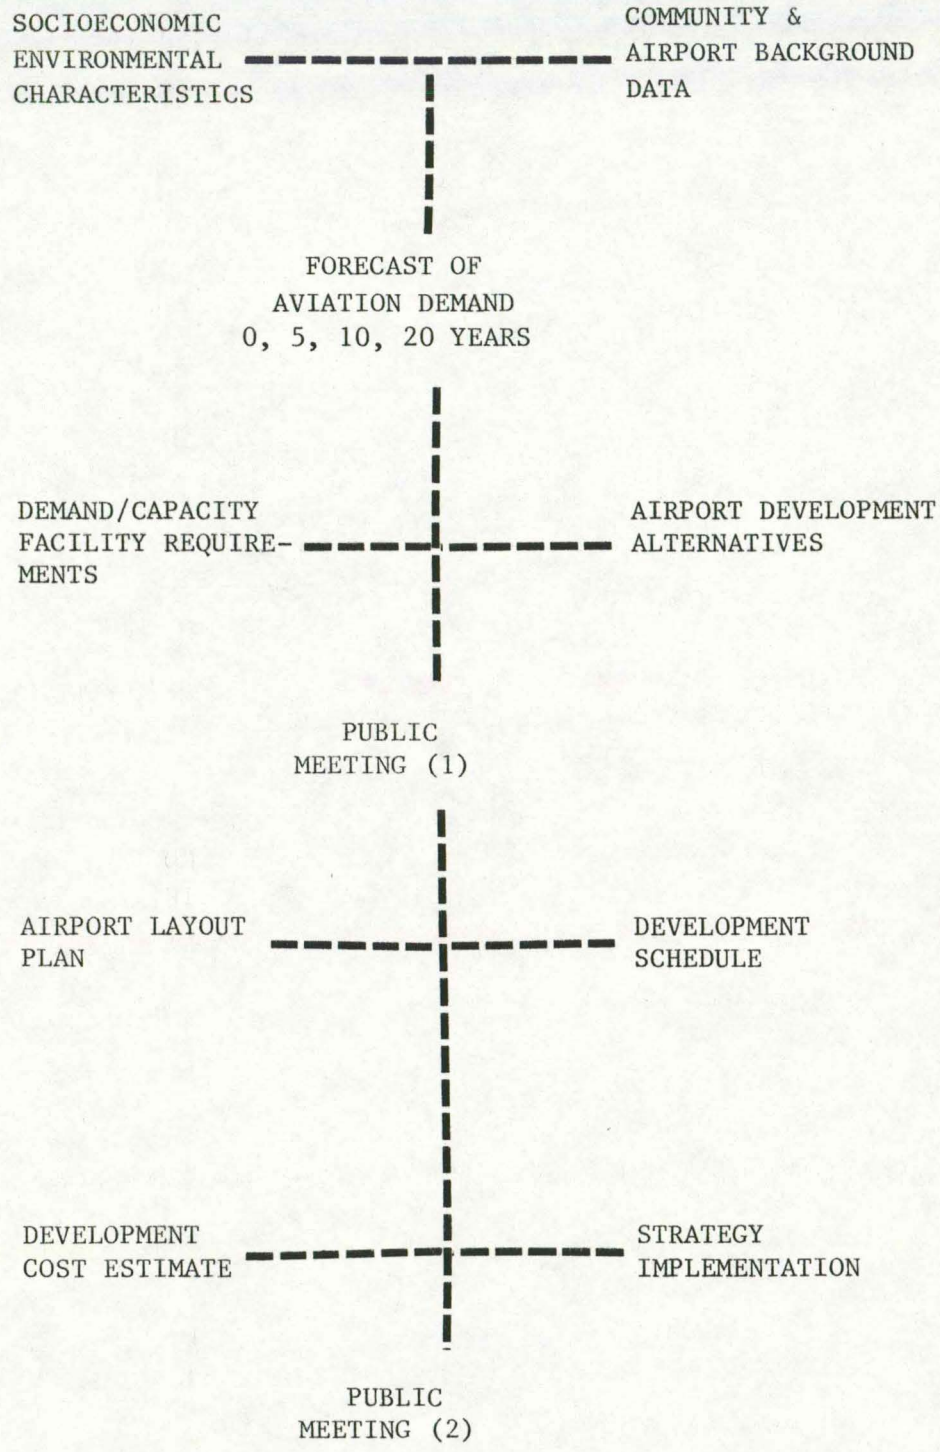 SOCIOECONOMIC
ENVIRONMENTAL
CHARACTERISTICS
COMMUNITY &
AIRPORT BACKGROUND
DATA
FORECAST OF
AVIATION DEMAND
0, 5, 10, 20 YEARS
DEMAND/CAPACITY
FACILITY REQUIRE-
MENTS
AIRPORT DEVELOPMENT
ALTERNATIVES
PUBLIC
MEETING (1)
AIRPORT LAYOUT
PLAN
DEVELOPMENT
SCHEDULE
DEVELOPMENT
COST ESTIMATE
STRATEGY
IMPLEMENTATION
PUBLIC
MEETING (2)